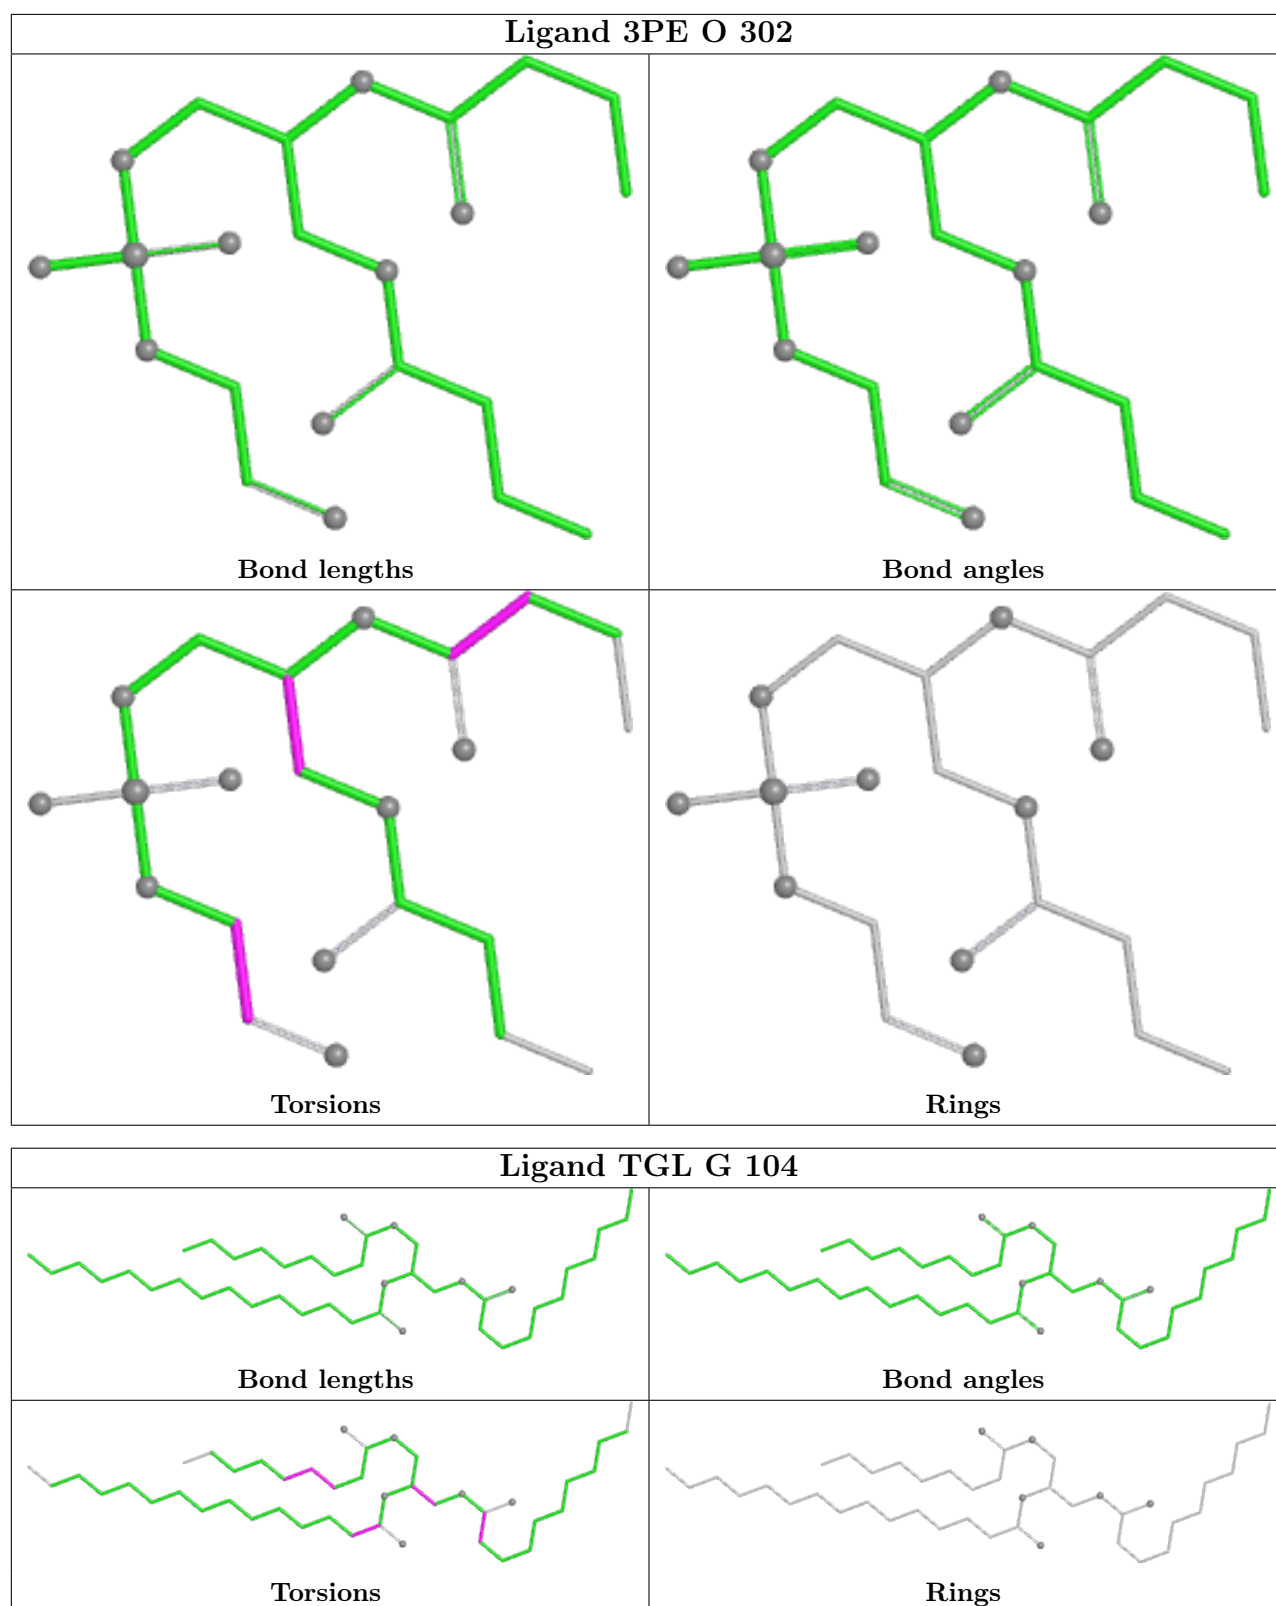 Ligand 3PE O 302
Bond lengths
Bond angles
Torsions
Rings
Ligand TGL G 104
Bond lengths
Bond angles
Torsions
Rings